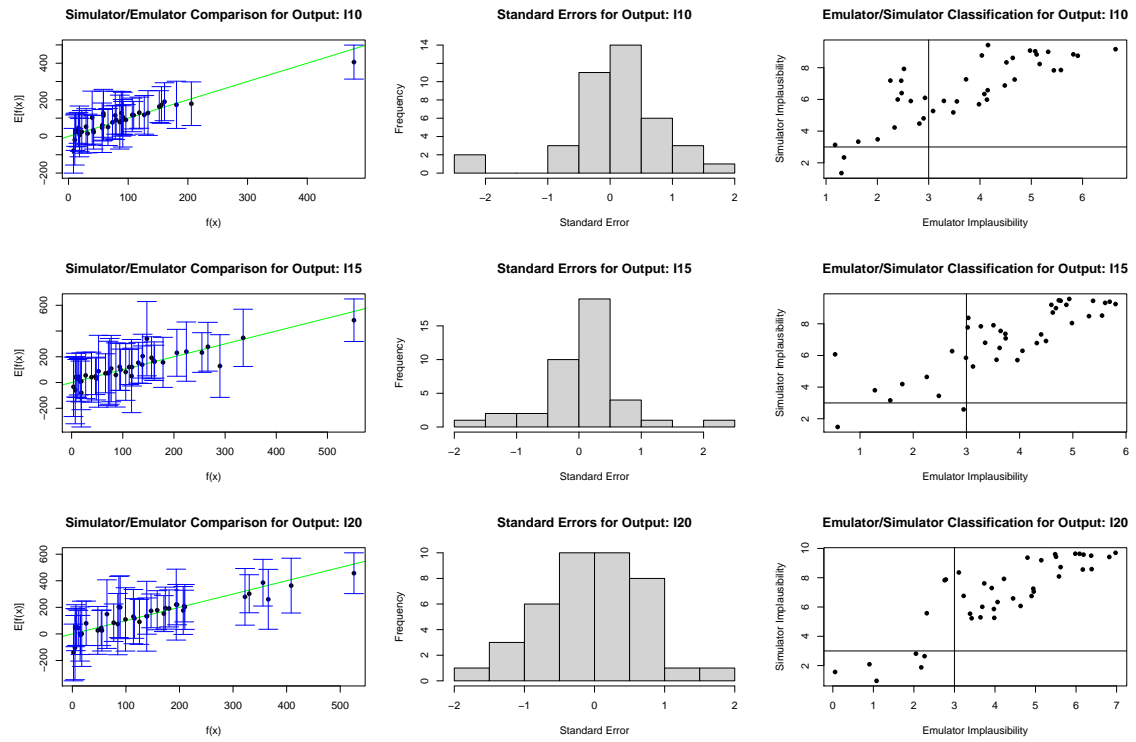 Simulator/Emulator Comparison for Output: I10
E[f(x)]
−200 0 200 400
0 100 200 300 400
f(x)
Standard Errors for Output: I10
Frequency
0 2 4 6 8 10 14
−2 −1 0 1 2
Standard Error
Emulator/Simulator Classification for Output: I10
Simulator Implausibility
2 4 6 8
1 2 3 4 5 6
Emulator Implausibility
Simulator/Emulator Comparison for Output: I15
E[f(x)]
−200 0 200 400 600
0 100 200 300 400 500
f(x)
Standard Errors for Output: I15
Frequency
0 5 10 15
−2 −1 0 1 2
Standard Error
Emulator/Simulator Classification for Output: I15
Simulator Implausibility
2 4 6 8
1 2 3 4 5 6
Emulator Implausibility
Simulator/Emulator Comparison for Output: I20
E[f(x)]
−200 0 200 400 600
0 100 200 300 400 500
f(x)
Standard Errors for Output: I20
Frequency
0 2 4 6 8 10
−2 −1 0 1 2
Standard Error
Emulator/Simulator Classification for Output: I20
Simulator Implausibility
2 4 6 8 10
0 1 2 3 4 5 6 7
Emulator Implausibility